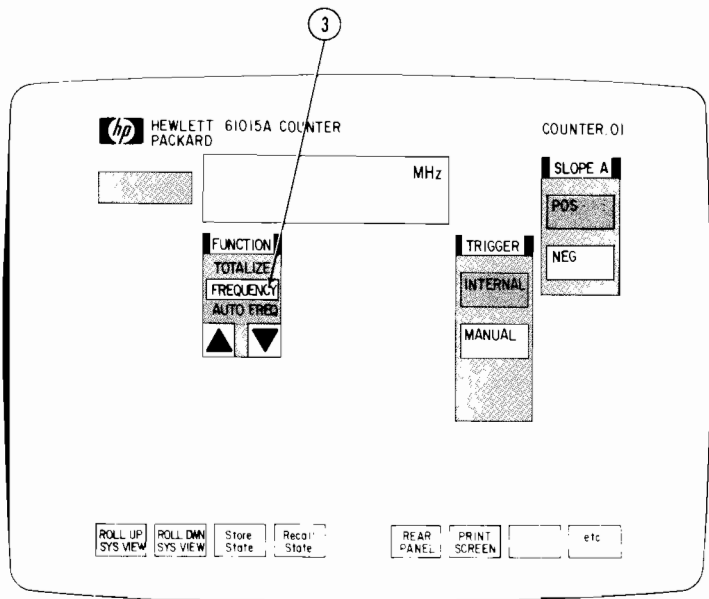 3
hp HEWLETT 61015A COUNTER
PACKARD
COUNTER.01
MHz
SLOPE A
POS
NEG
FUNCTION
TOTALIZE
FREQUENCY
AUTO FREQ
TRIGGER
INTERNAL
MANUAL
ROLL UP
SYS VIEW
ROLL DWN
SYS VIEW
Store
State
Recall
State
REAR
PANEL
PRINT
SCREEN
etc